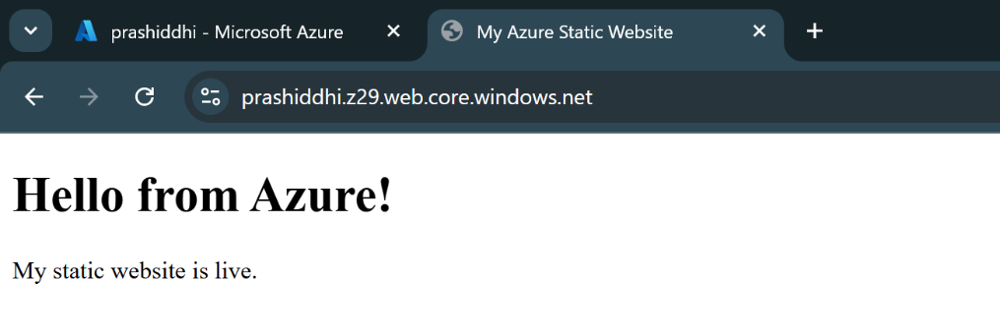 prashiddhi - Microsoft Azure
My Azure Static Website
prashiddhi.z29.web.core.windows.net
Hello from Azure!
My static website is live.